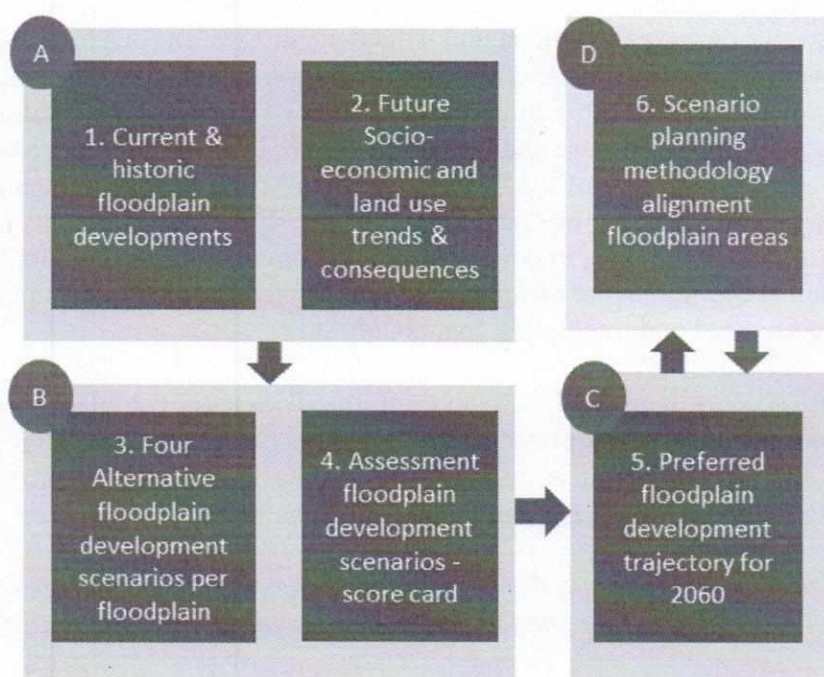 A
1. Current &
historic
floodplain
developments
2. Future
Socio-
economic and
land use
trends &
consequences
B
3. Four
Alternative
floodplain
development
scenarios per
floodplain
4. Assessment
floodplain
development
scenarios -
score card
C
5. Preferred
floodplain
development
trajectory for
2060
D
6. Scenario
planning
methodology
alignment
floodplain areas